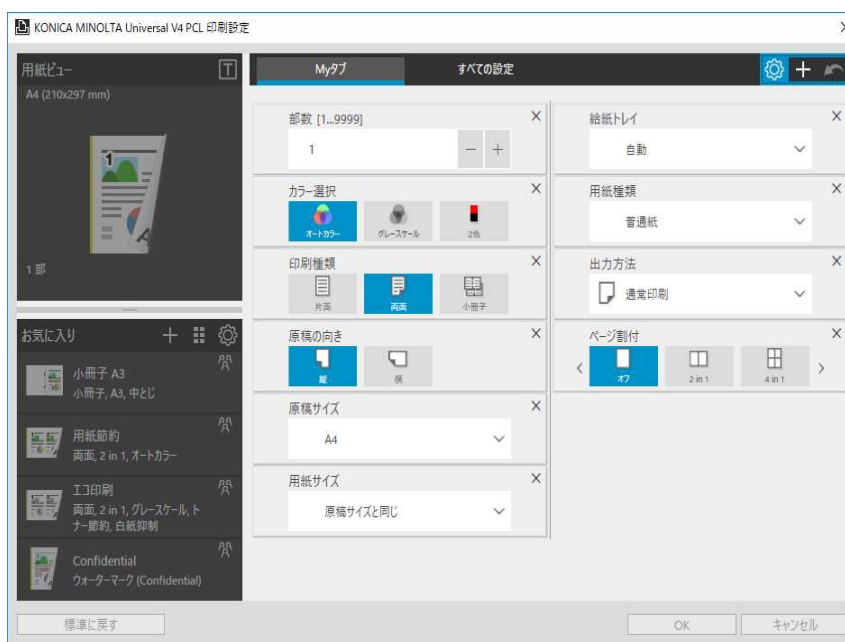 KONICA MINOLTA Universal V4 PCL 印刷設定
用紙ビュー
T
A4 (210x297 mm)
1
1 部
お気に入り
小冊子 A3
小冊子, A3, 中とじ
用紙節約
両面, 2 in 1, オートカラー
エコ印刷
両面, 2 in 1, グレースケール, ト
ナー節約, 白紙抑制
Confidential
ウォーターマーク (Confidential)
Myタブ
すべての設定
部数 [1...9999]
1
カラー選択
オートカラー
グレースケール
2色
印刷種類
片面
両面
小冊子
原稿の向き
縦
横
原稿サイズ
A4
用紙サイズ
原稿サイズと同じ
給紙トレイ
自動
用紙種類
普通紙
出力方法
通常印刷
ページ割付
オフ
2 in 1
4 in 1
標準に戻す
OK
キャンセル